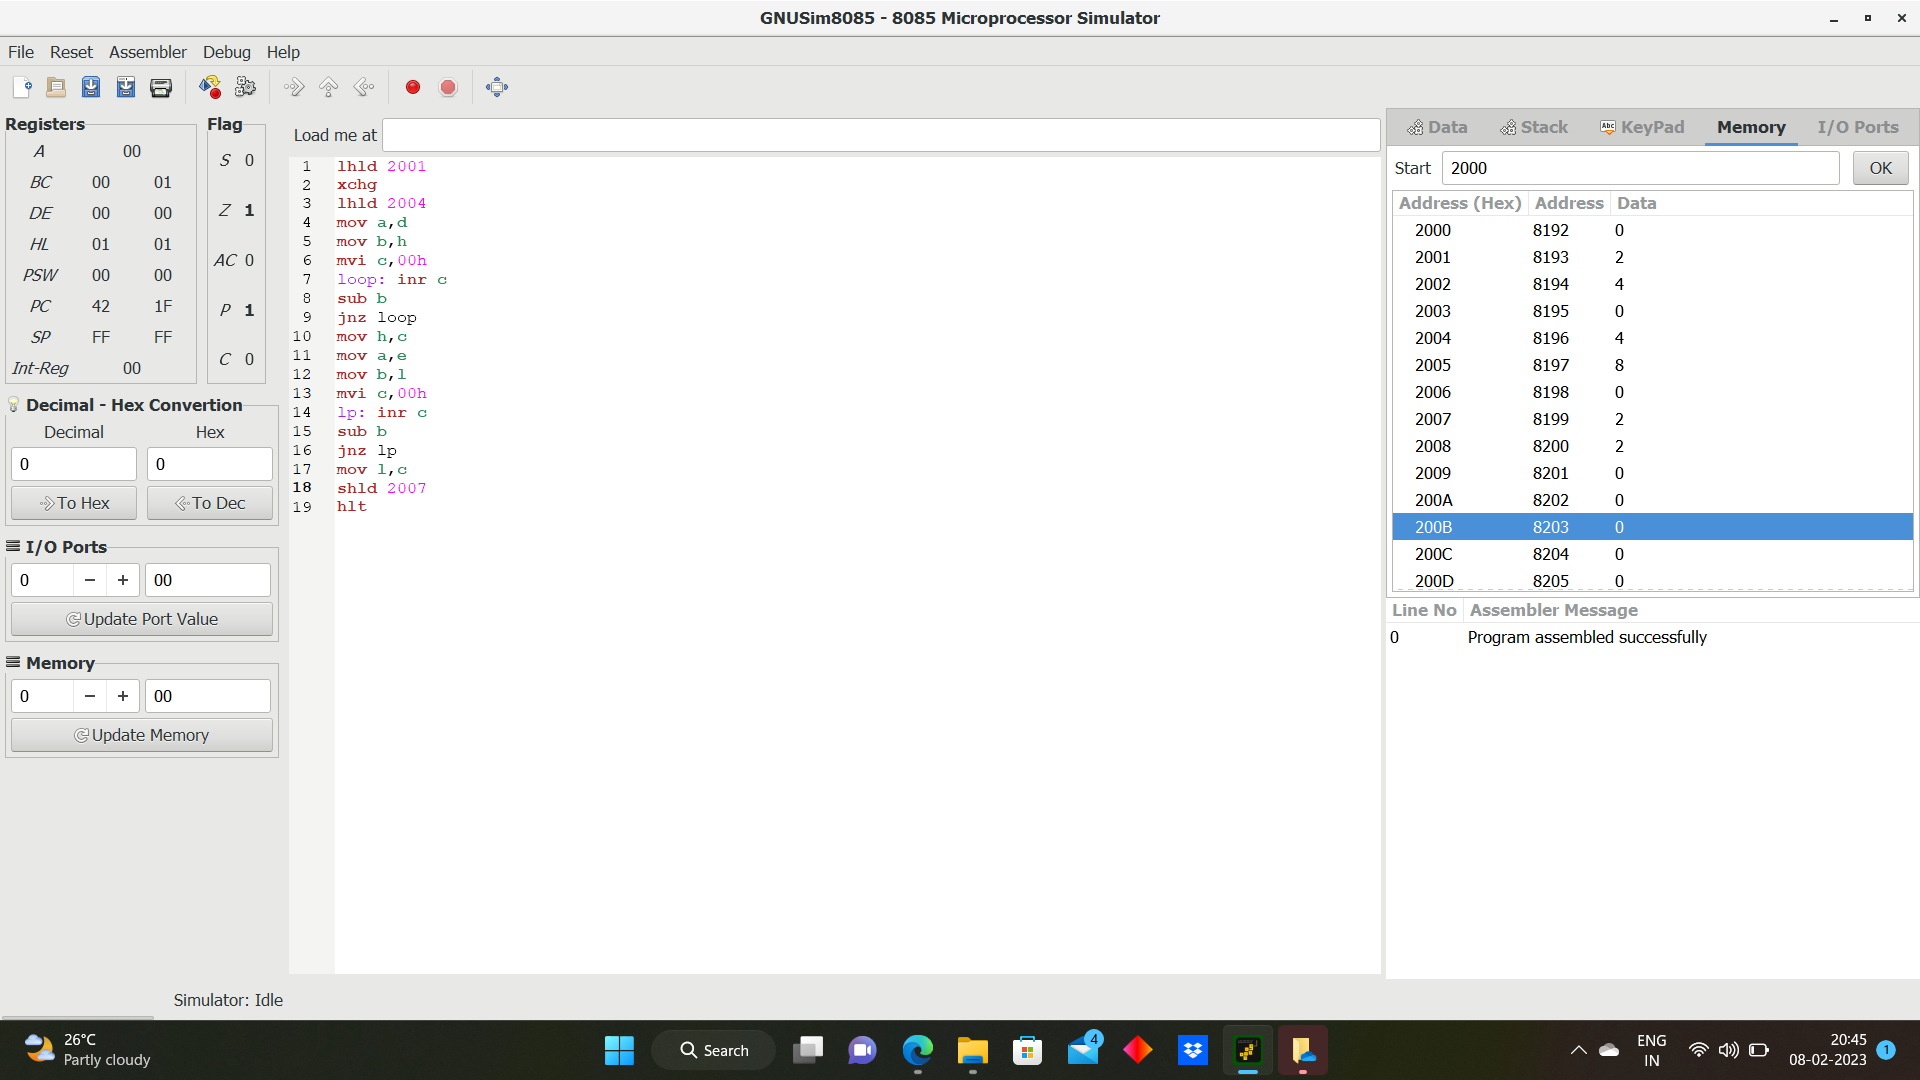 GNUSim8085 - 8085 Microprocessor Simulator
File Reset Assembler Debug Help
Registers
A 00
BC 00 01
DE 00 00
HL 01 01
PSW 00 00
PC 42 1F
SP FF FF
Int-Reg 00
Flag
S 0
Z 1
AC 0
P 1
C 0
Decimal - Hex Convertion
Decimal Hex
0 0
To Hex To Dec
I/O Ports
0 − + 00
Update Port Value
Memory
0 − + 00
Update Memory
Load me at
1 lhld 2001
2 xchg
3 lhld 2004
4 mov a,d
5 mov b,h
6 mvi c,00h
7 loop: inr c
8 sub b
9 jnz loop
10 mov h,c
11 mov a,e
12 mov b,l
13 mvi c,00h
14 lp: inr c
15 sub b
16 jnz lp
17 mov l,c
18 shld 2007
19 hlt
Data Stack Abc KeyPad Memory I/O Ports
Start 2000 OK
Address (Hex) Address Data
2000 8192 0
2001 8193 2
2002 8194 4
2003 8195 0
2004 8196 4
2005 8197 8
2006 8198 0
2007 8199 2
2008 8200 2
2009 8201 0
200A 8202 0
200B 8203 0
200C 8204 0
200D 8205 0
Line No Assembler Message
0 Program assembled successfully
Simulator: Idle
26°C
Partly cloudy
Search
4
ENG
IN
20:45
08-02-2023
1